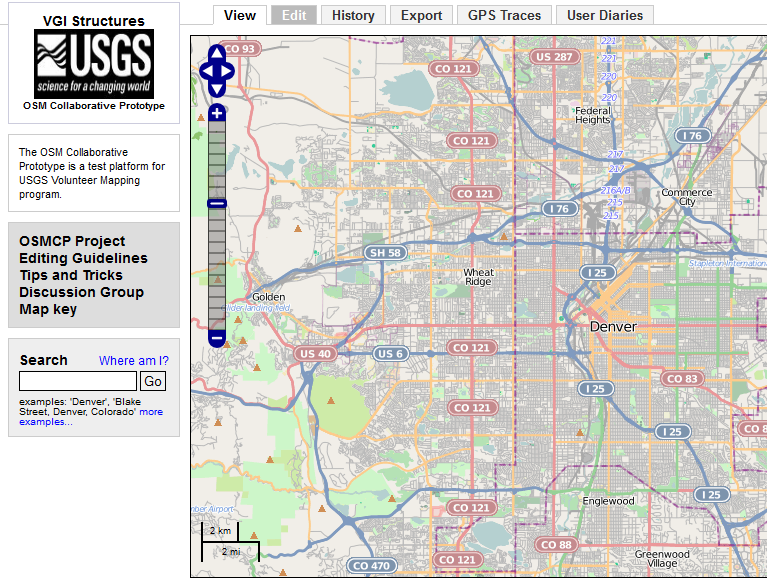 VGI Structures
USGS
science for a changing world
OSM Collaborative Prototype
The OSM Collaborative
Prototype is a test platform for
USGS Volunteer Mapping
program.
OSMCP Project
Editing Guidelines
Tips and Tricks
Discussion Group
Map key
Search
Where am I?
Go
examples: 'Denver', 'Blake
Street, Denver, Colorado' more
examples...
View
Edit
History
Export
GPS Traces
User Diaries
CO 93
CO 121
US 287
221
221
220
220
Federal
Heights
I 76
CO 121
217
217
CO 121
216A/B
Commerce
City
215
215
I 76
SH 58
Stapleton Internation
Wheat
Ridge
I 25
Golden
lider landing field
Denver
US 40
US 6
CO 121
CO 83
I 25
CO 121
I 25
CO 8
I 25
Englewood
mber Airport
CO 121
2 km
2 mi
CO 88
CO 121
Greenwood
Village
CO 470